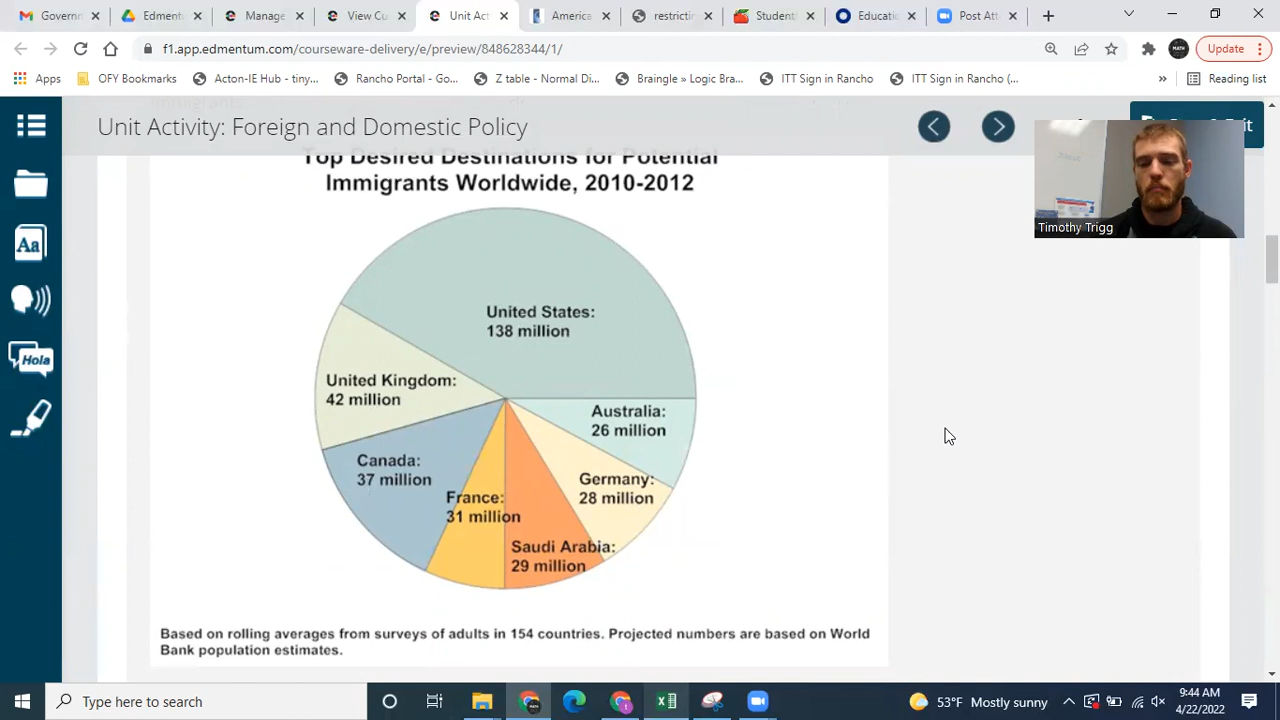 Governm
Edment
Manage
View Cu
Unit Act
America
restrictin
Student
Educatio
Post Att
f1.app.edmentum.com/courseware-delivery/e/preview/848628344/1/
Update
Apps
OFY Bookmarks
Acton-IE Hub - tiny...
Rancho Portal - Go...
Z table - Normal Di...
Braingle » Logic Bra...
ITT Sign in Rancho
ITT Sign in Rancho (...
»
Reading list
Unit Activity: Foreign and Domestic Policy
Top Desired Destinations for Potential
Immigrants Worldwide, 2010-2012
Timothy Trigg
Aa
Hola
United States:
138 million
United Kingdom:
42 million
Australia:
26 million
Canada:
37 million
Germany:
28 million
France:
31 million
Saudi Arabia:
29 million
Based on rolling averages from surveys of adults in 154 countries. Projected numbers are based on World
Bank population estimates.
Type here to search
53°F Mostly sunny
9:44 AM
4/22/2022